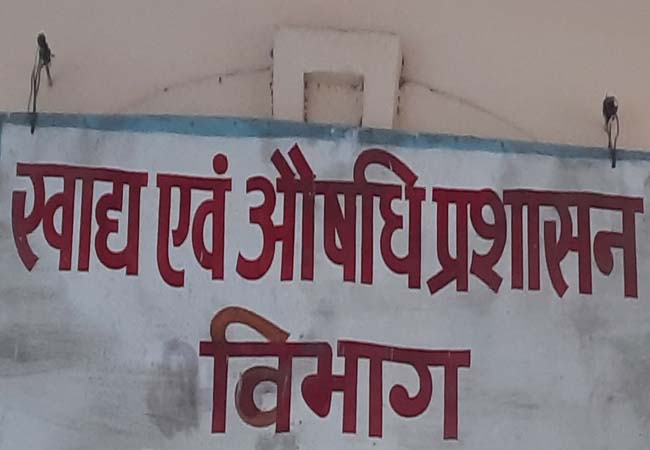 खाद्य एवं औषधि प्रशासन
विभाग